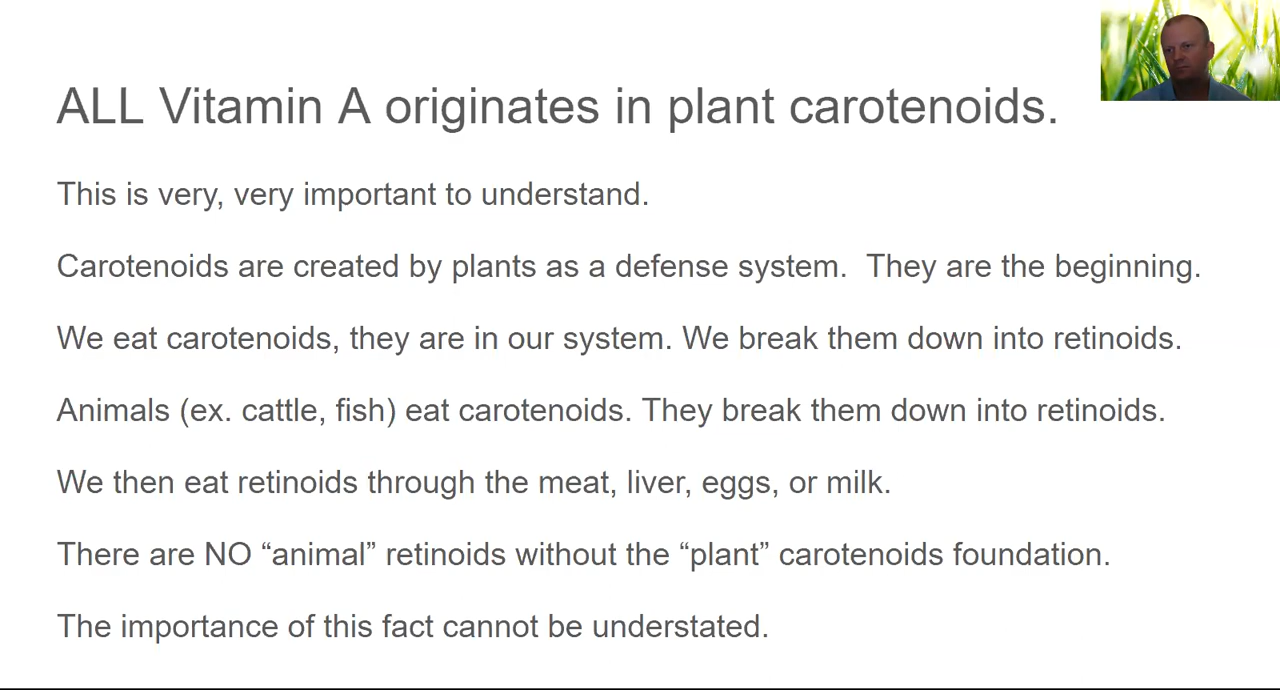 ALL Vitamin A originates in plant carotenoids.
This is very, very important to understand.
Carotenoids are created by plants as a defense system.  They are the beginning.
We eat carotenoids, they are in our system. We break them down into retinoids.
Animals (ex. cattle, fish) eat carotenoids. They break them down into retinoids.
We then eat retinoids through the meat, liver, eggs, or milk.
There are NO “animal” retinoids without the “plant” carotenoids foundation.
The importance of this fact cannot be understated.